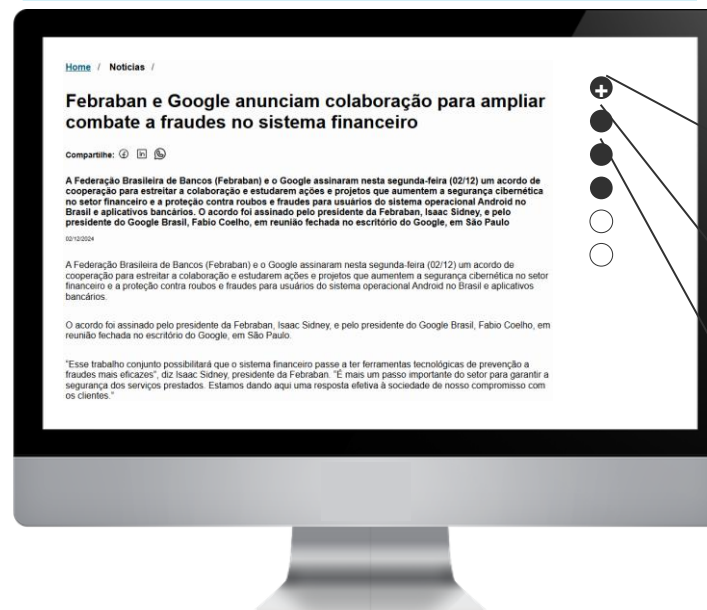 Home / Noticias /
Febraban e Google anunciam colaboração para ampliar
combate a fraudes no sistema financeiro
Compartilhe:
A Federação Brasileira de Bancos (Febraban) e o Google assinaram nesta segunda-feira (02/12) um acordo de
cooperação para estreitar a colaboração e estudarem ações e projetos que aumentem a segurança cibernética
no setor financeiro e a proteção contra roubos e fraudes para usuários do sistema operacional Android no
Brasil e aplicativos bancários. O acordo foi assinado pelo presidente da Febraban, Isaac Sidney, e pelo
presidente do Google Brasil, Fabio Coelho, em reunião fechada no escritório do Google, em São Paulo
02/12/2024
A Federação Brasileira de Bancos (Febraban) e o Google assinaram nesta segunda-feira (02/12) um acordo de
cooperação para estreitar a colaboração e estudarem ações e projetos que aumentem a segurança cibernética no setor
financeiro e a proteção contra roubos e fraudes para usuários do sistema operacional Android no Brasil e aplicativos
bancários.
O acordo foi assinado pelo presidente da Febraban, Isaac Sidney, e pelo presidente do Google Brasil, Fabio Coelho, em
reunião fechada no escritório do Google, em São Paulo.
"Esse trabalho conjunto possibilitará que o sistema financeiro passe a ter ferramentas tecnológicas de prevenção a
fraudes mais eficazes", diz Isaac Sidney, presidente da Febraban. "É mais um passo importante do setor para garantir a
segurança dos serviços prestados. Estamos dando aqui uma resposta efetiva à sociedade de nosso compromisso com
os clientes."